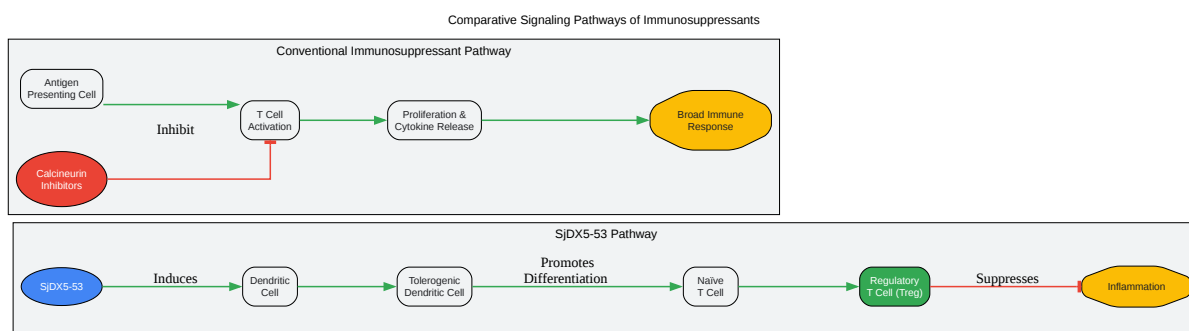 Comparative Signaling Pathways of Immunosuppressants
Conventional Immunosuppressant Pathway
Antigen
Presenting Cell
Inhibit
T Cell
Activation
Proliferation &
Cytokine Release
Broad Immune
Response
Calcineurin
Inhibitors
SjDX5-53 Pathway
SjDX5-53
Induces
Dendritic
Cell
Tolerogenic
Dendritic Cell
Promotes
Differentiation
Naïve
T Cell
Regulatory
T Cell (Treg)
Suppresses
Inflammation